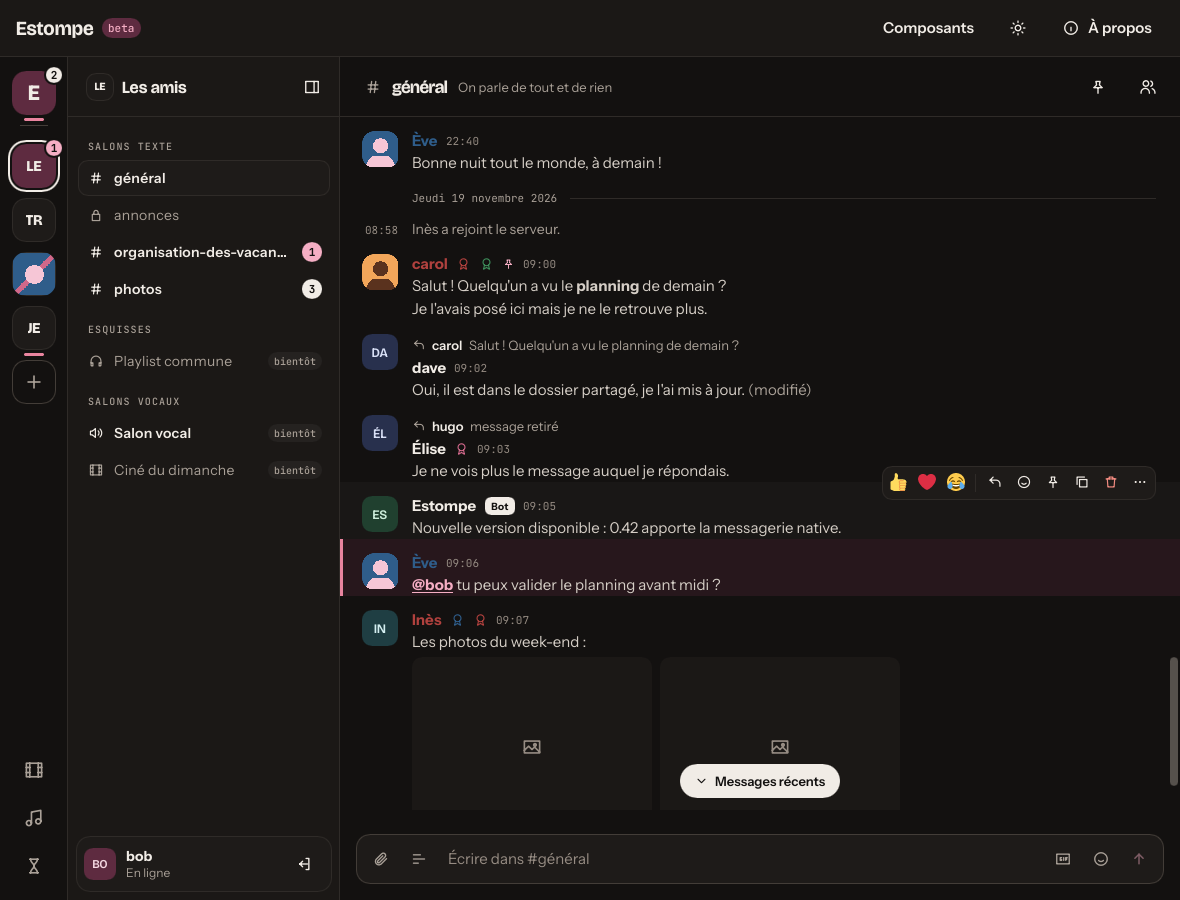 Estompe beta
Composants
À propos
E 2
LE 1
TR
JE
LE Les amis
SALONS TEXTE
# général
annonces
# organisation-des-vacan... 1
# photos 3
ESQUISSES
Playlist commune bientôt
SALONS VOCAUX
Salon vocal bientôt
Ciné du dimanche bientôt
BO bob
En ligne
# général On parle de tout et de rien
Ève 22:40
Bonne nuit tout le monde, à demain !
Jeudi 19 novembre 2026
08:58 Inès a rejoint le serveur.
carol 09:00
Salut ! Quelqu'un a vu le planning de demain ?
Je l'avais posé ici mais je ne le retrouve plus.
carol Salut ! Quelqu'un a vu le planning de demain ?
DA dave 09:02
Oui, il est dans le dossier partagé, je l'ai mis à jour. (modifié)
hugo message retiré
ÉL Élise 09:03
Je ne vois plus le message auquel je répondais.
ES Estompe Bot 09:05
Nouvelle version disponible : 0.42 apporte la messagerie native.
Ève 09:06
@bob tu peux valider le planning avant midi ?
IN Inès 09:07
Les photos du week-end :
Messages récents
Écrire dans #général
GIF